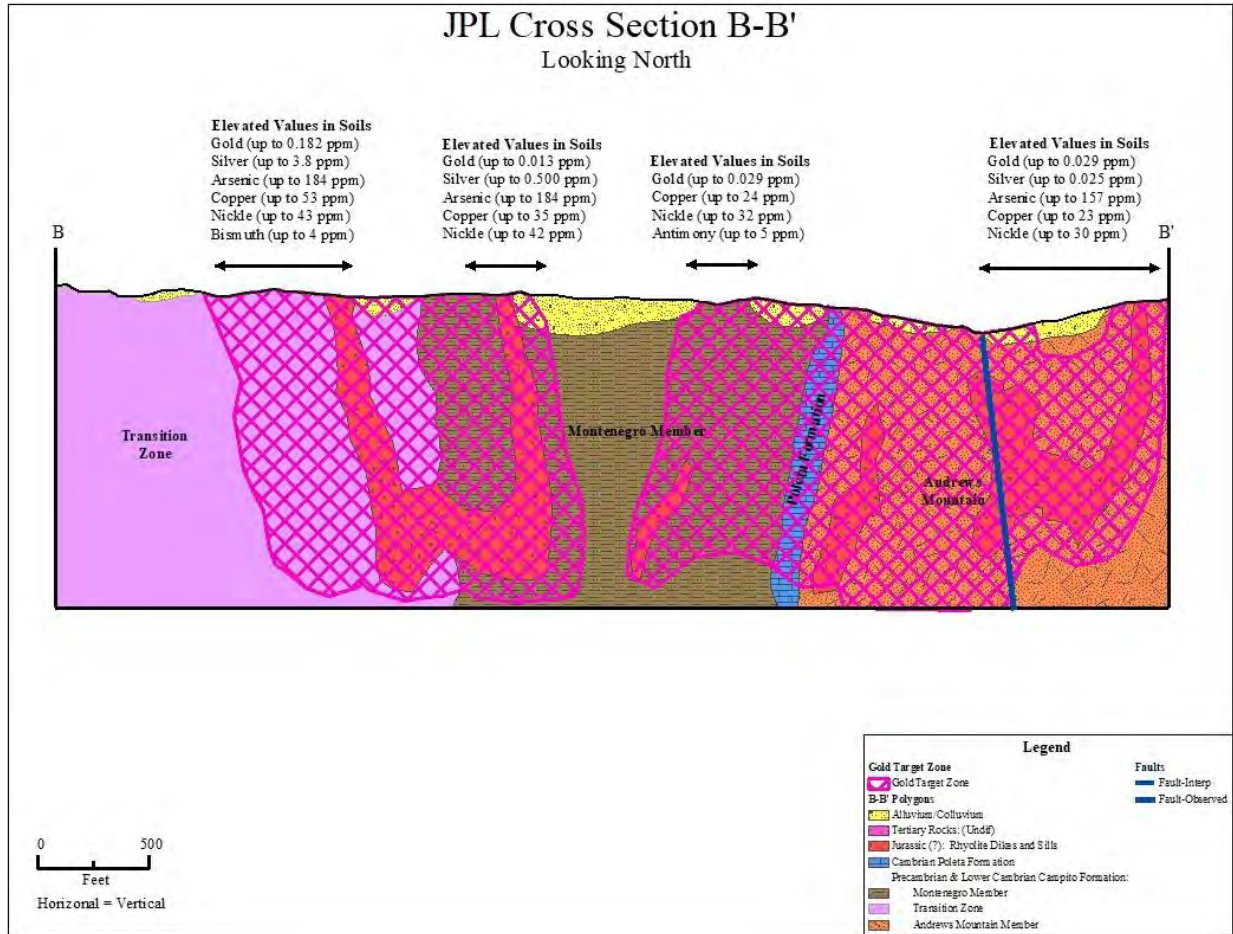 JPL Cross Section B-B'
Looking North
Elevated Values in Soils
Gold (up to 0.182 ppm)
Silver (up to 3.8 ppm)
Arsenic (up to 184 ppm)
Copper (up to 53 ppm)
Nickle (up to 43 ppm)
Bismuth (up to 4 ppm)
Elevated Values in Soils
Gold (up to 0.013 ppm)
Silver (up to 0.500 ppm)
Arsenic (up to 184 ppm)
Copper (up to 35 ppm)
Nickle (up to 42 ppm)
Elevated Values in Soils
Gold (up to 0.029 ppm)
Copper (up to 24 ppm)
Nickle (up to 32 ppm)
Antimony (up to 5 ppm)
Elevated Values in Soils
Gold (up to 0.029 ppm)
Silver (up to 0.025 ppm)
Arsenic (up to 157 ppm)
Copper (up to 23 ppm)
Nickle (up to 30 ppm)
B
B'
Transition
Zone
Montenegro Member
Poleta Formation
Andrews
Mountain
Legend
Gold Target Zone
Gold Target Zone
B-B' Polygons
Alluvium/Colluvium
Tertiary Rocks: (Undif)
Jurassic (?): Rhyolite Dikes and Sills
Cambrian Poleta Formation
Precambrian & Lower Cambrian Campito Formation:
Montenegro Member
Transition Zone
Andrews Mountain Member
Faults
Fault-Interp
Fault-Observed
0 500
Feet
Horizonal = Vertical